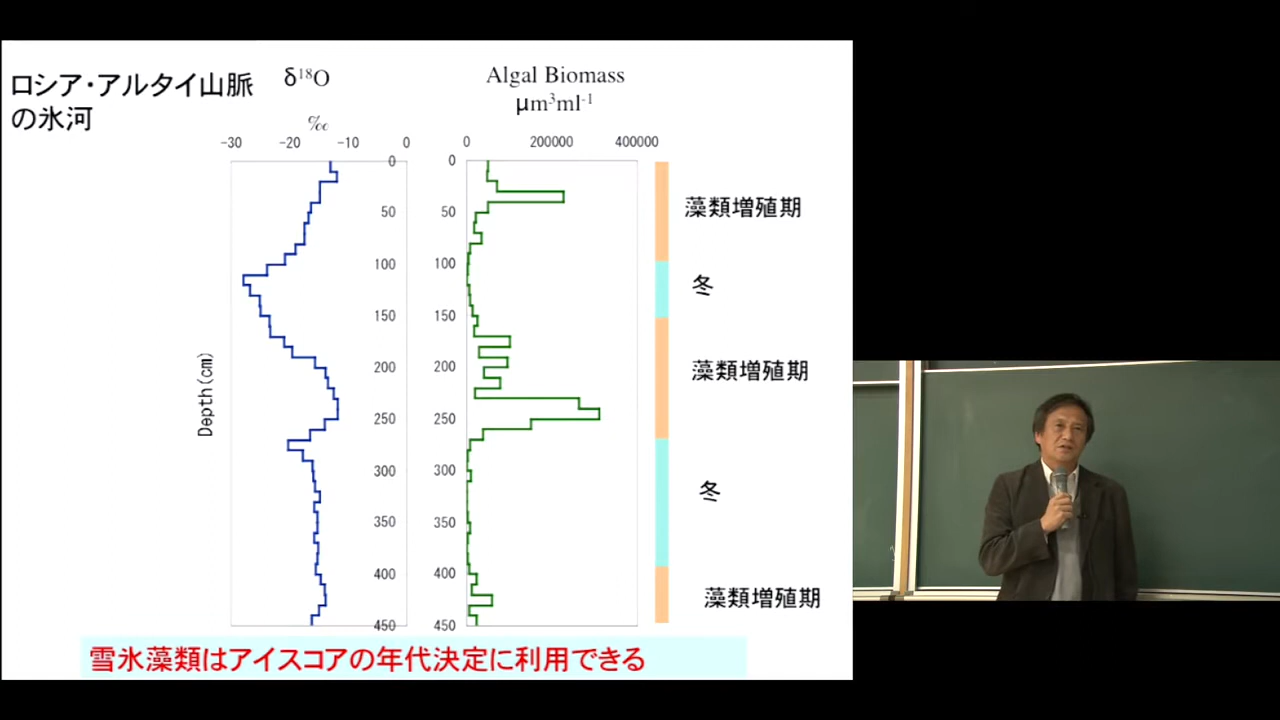 ロシア・アルタイ山脈
の氷河
δ¹⁸O
‰
-30 -20 -10 0
Algal Biomass
μm³ml⁻¹
0 200000 400000
Depth(cm)
0
50
100
150
200
250
300
350
400
450
0
50
100
150
200
250
300
350
400
450
藻類増殖期
冬
藻類増殖期
冬
藻類増殖期
雪氷藻類はアイスコアの年代決定に利用できる